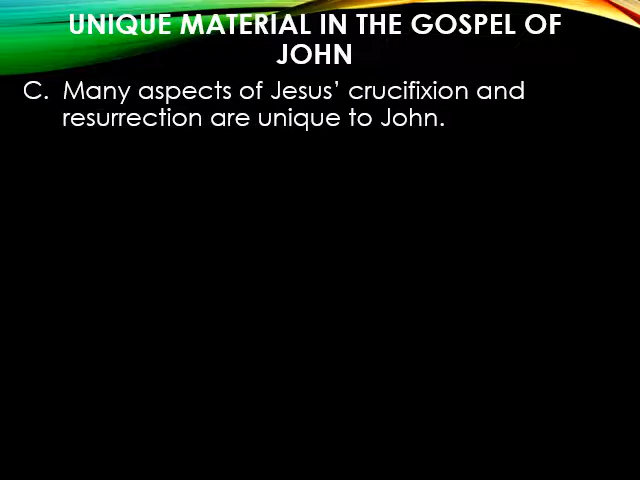 UNIQUE MATERIAL IN THE GOSPEL OF
JOHN
C. Many aspects of Jesus’ crucifixion and
resurrection are unique to John.